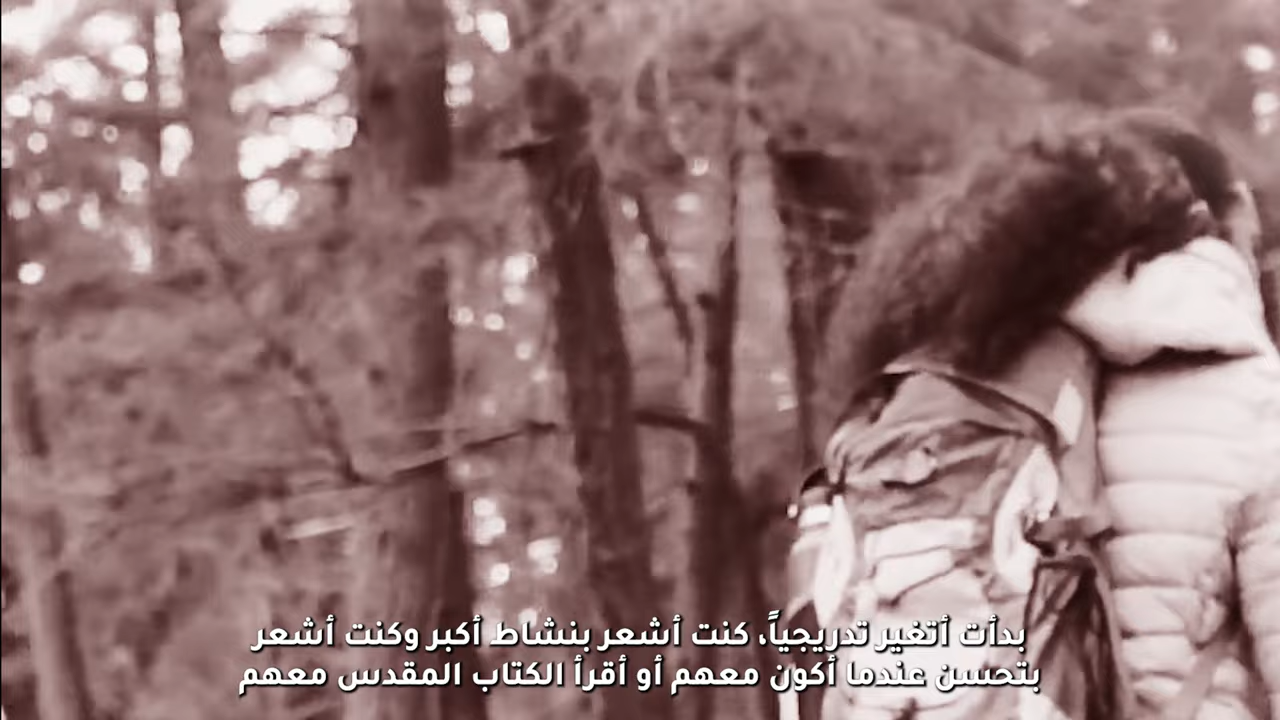 بدأت أتغير تدريجياً، كنت أشعر بنشاط أكبر وكنت أشعر
بتحسن عندما أكون معهم أو أقرأ الكتاب المقدس معهم